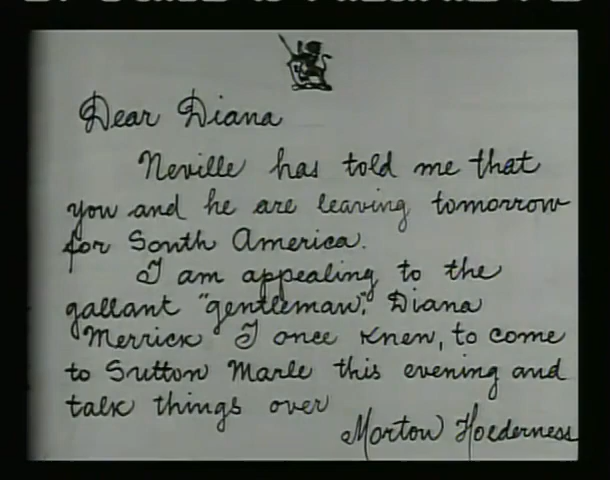 Dear Diana
Neville has told me that
you and he are leaving tomorrow
for South America.
I am appealing to the
gallant "gentleman", Diana
Merrick I once knew, to come
to Sutton Marle this evening and
talk things over
Morton Holderness